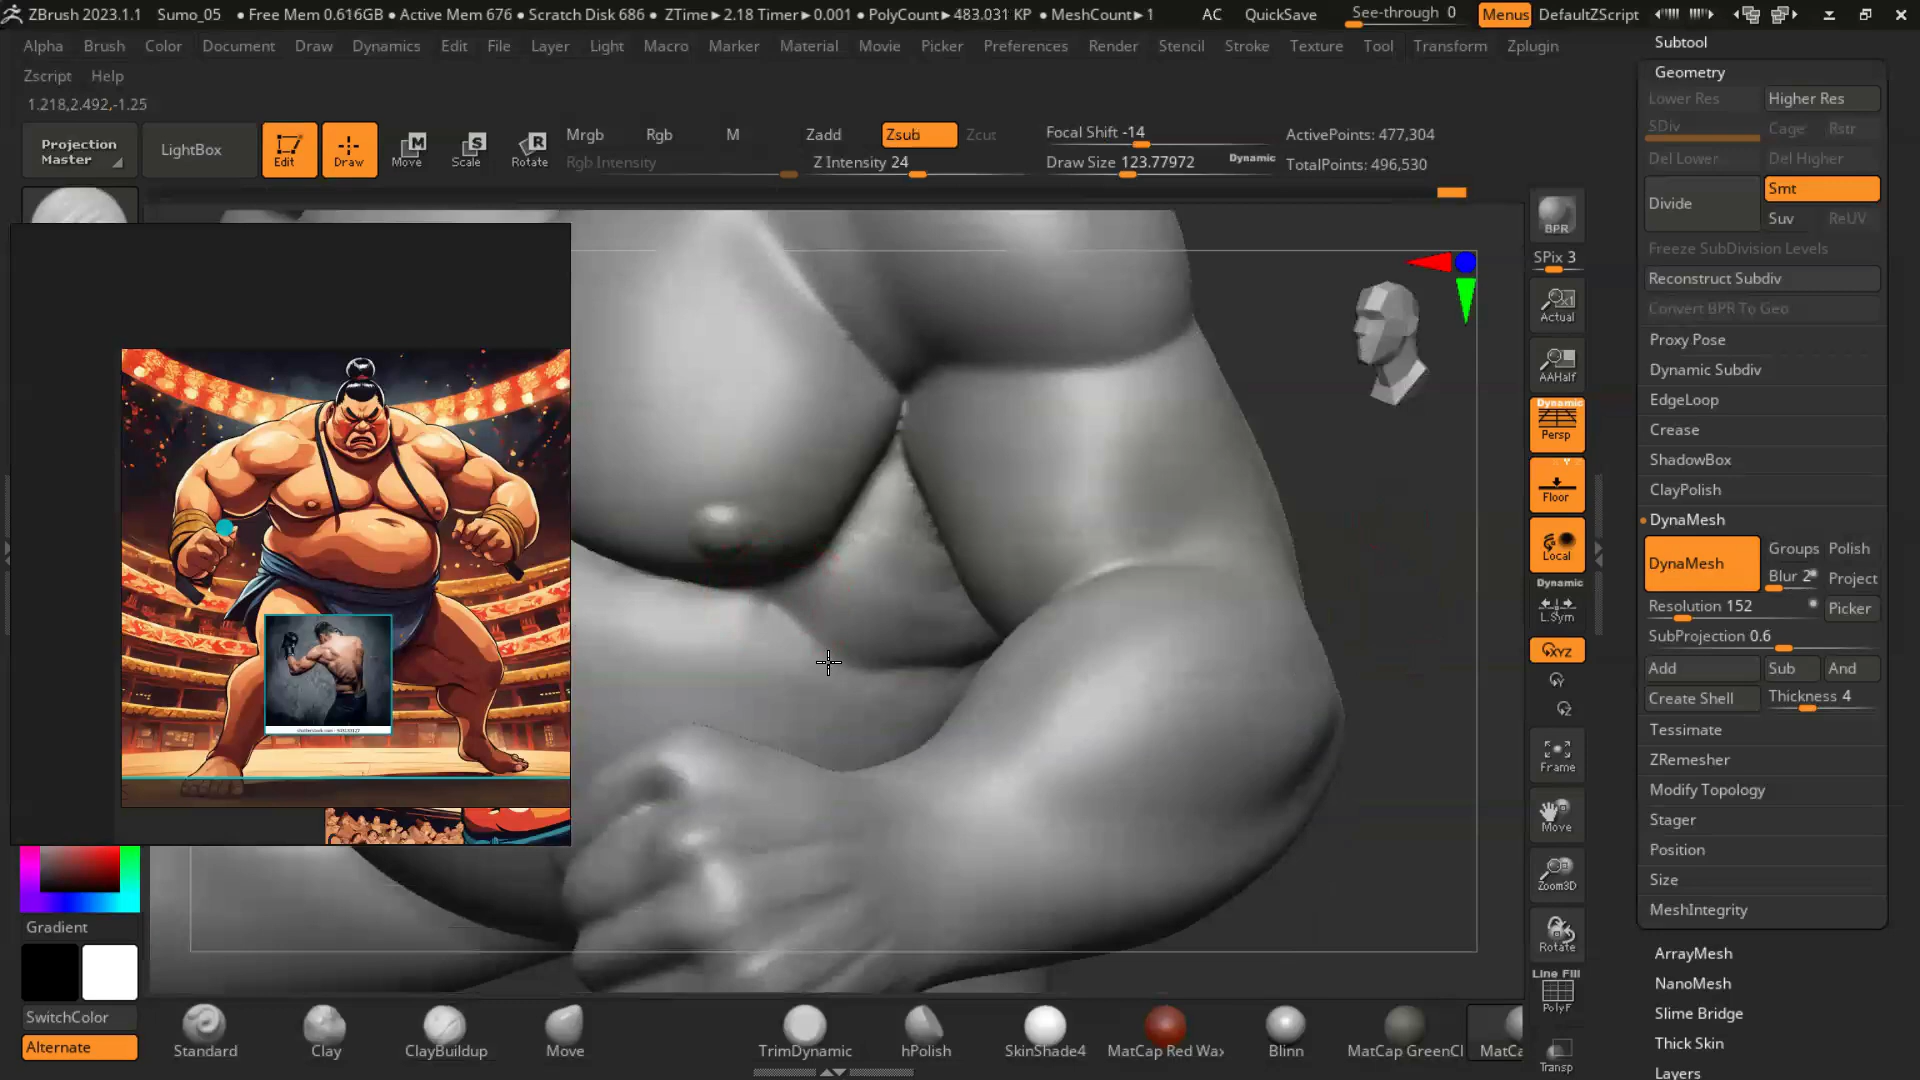 ZBrush 2023.1.1 Sumo_05 • Free Mem 0.616GB • Active Mem 676 • Scratch Disk 686 • ZTime►2.18 Timer►0.001 • PolyCount►483.031 KP • MeshCount►1 AC QuickSave See-through 0 Menus DefaultZScript
Alpha Brush Color Document Draw Dynamics Edit File Layer Light Macro Marker Material Movie Picker Preferences Render Stencil Stroke Texture Tool Transform Zplugin
Zscript Help
1.218,2.492,-1.25
Projection Master
LightBox
Edit
Draw
Move
Scale
Rotate
Mrgb Rgb M
Rgb Intensity
Zadd Zsub Zcut
Z Intensity 24
Focal Shift -14
Draw Size 123.77972 Dynamic
ActivePoints: 477,304
TotalPoints: 496,530
BPR
SPix 3
Actual
AAHalf
Dynamic
Persp
Floor
Local
Dynamic
L.Sym
XYZ
Frame
Move
Zoom3D
Rotate
Line Fill
PolyF
Transp
Subtool
Geometry
Lower Res Higher Res
SDiv Cage Rstr
Del Lower Del Higher
Divide
Smt
Suv ReUV
Freeze SubDivision Levels
Reconstruct Subdiv
Convert BPR To Geo
Proxy Pose
Dynamic Subdiv
EdgeLoop
Crease
ShadowBox
ClayPolish
DynaMesh
DynaMesh Groups Polish
Blur 2 Project
Resolution 152 Picker
SubProjection 0.6
Add Sub And
Create Shell Thickness 4
Tessimate
ZRemesher
Modify Topology
Stager
Position
Size
MeshIntegrity
ArrayMesh
NanoMesh
Slime Bridge
Thick Skin
Layers
Gradient
SwitchColor
Alternate
Standard Clay ClayBuildup Move TrimDynamic hPolish SkinShade4 MatCap Red Wax Blinn MatCap GreenCl MatCa